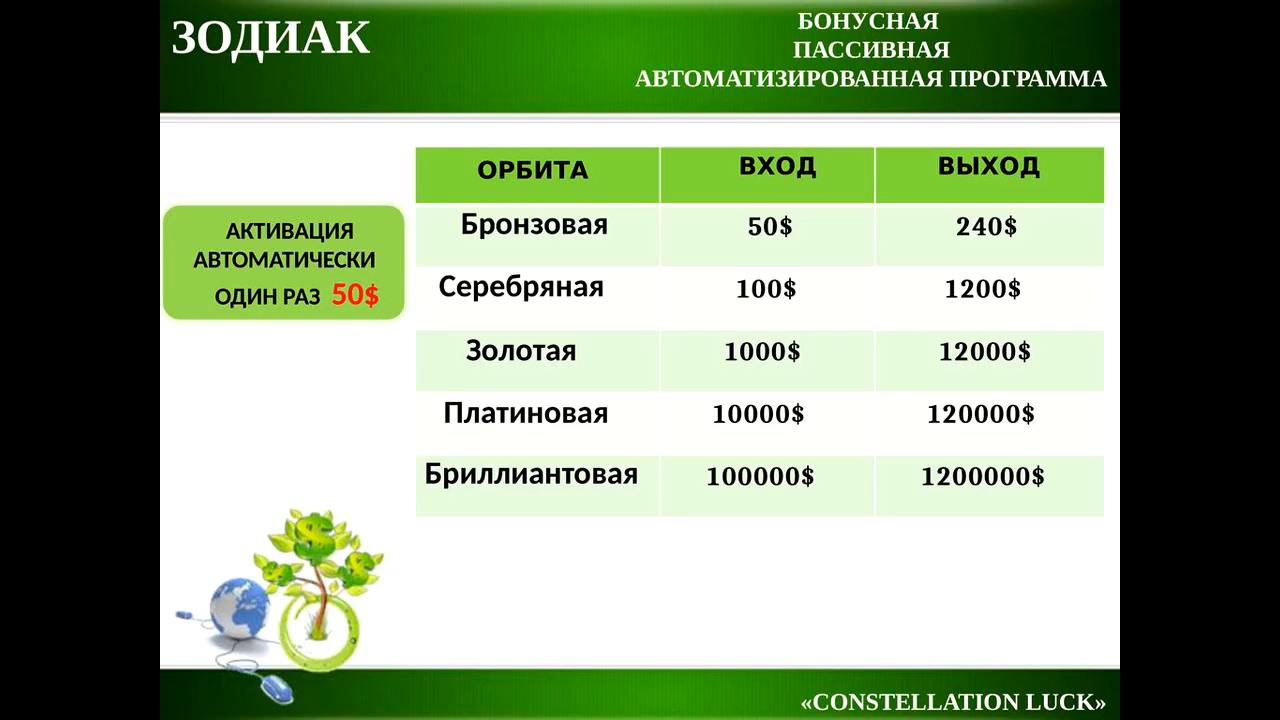 ЗОДИАК
БОНУСНАЯ
ПАССИВНАЯ
АВТОМАТИЗИРОВАННАЯ ПРОГРАММА
АКТИВАЦИЯ
АВТОМАТИЧЕСКИ
ОДИН РАЗ 50$
ОРБИТА ВХОД ВЫХОД
Бронзовая 50$ 240$
Серебряная 100$ 1200$
Золотая 1000$ 12000$
Платиновая 10000$ 120000$
Бриллиантовая 100000$ 1200000$
«CONSTELLATION LUCK»